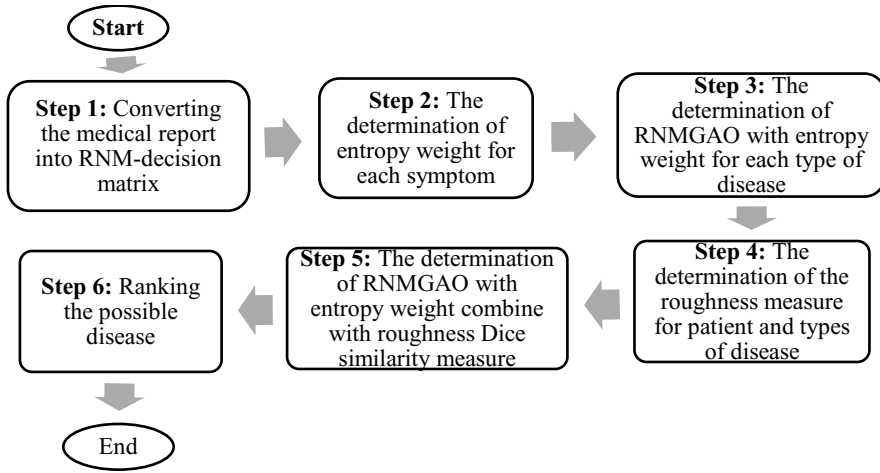 Start
Step 1: Converting
the medical report
into RNM-decision
matrix
Step 2: The
determination of
entropy weight for
each symptom
Step 3: The
determination of
RNMGAO with entropy
weight for each type of
disease
Step 4: The
determination of the
roughness measure
for patient and types
of disease
Step 5: The determination
of RNMGAO with
entropy weight combine
with roughness Dice
similarity measure
Step 6: Ranking
the possible
disease
End